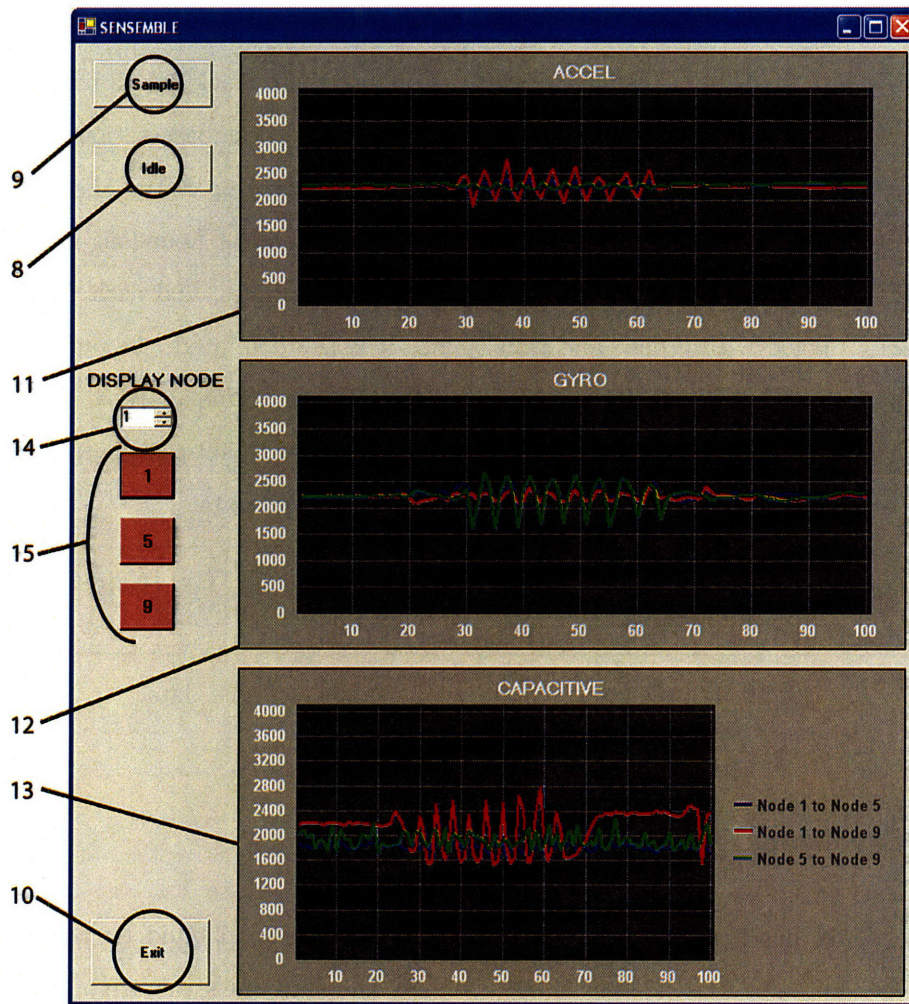 SENSEMBLE
Sample
9
Idle
8
ACCEL
4000
3500
3000
2500
2000
1500
1000
500
0
10 20 30 40 50 60 70 80 90 100
11
DISPLAY NODE
1
14
1
15
5
9
GYRO
4000
3500
3000
2500
2000
1500
1000
500
0
10 20 30 40 50 60 70 80 90 100
12
CAPACITIVE
4000
3600
3200
2800
2400
2000
1600
1200
800
400
0
10 20 30 40 50 60 70 80 90 100
Node 1 to Node 5
Node 1 to Node 9
Node 5 to Node 9
13
10
Exit